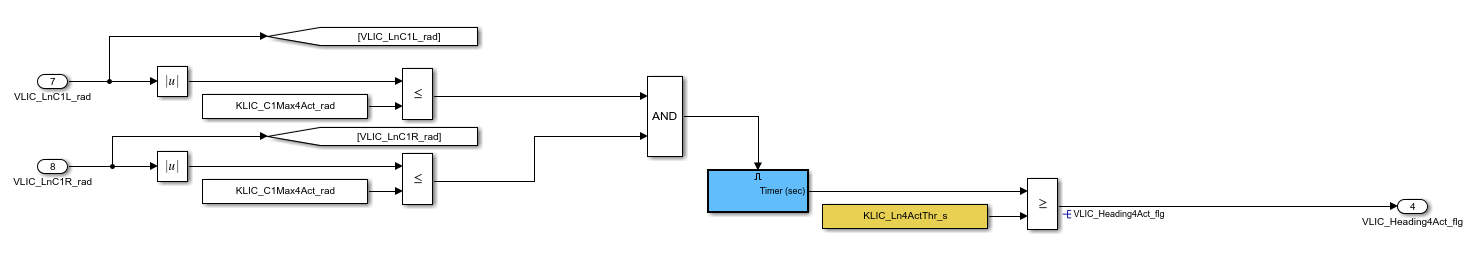 [VLIC_LnC1L_rad]
7
VLIC_LnC1L_rad
|u|
KLIC_C1Max4Act_rad
≤
[VLIC_LnC1R_rad]
8
VLIC_LnC1R_rad
|u|
KLIC_C1Max4Act_rad
≤
AND
Timer (sec)
KLIC_Ln4ActThr_s
≥
VLIC_Heading4Act_flg
4
VLIC_Heading4Act_flg